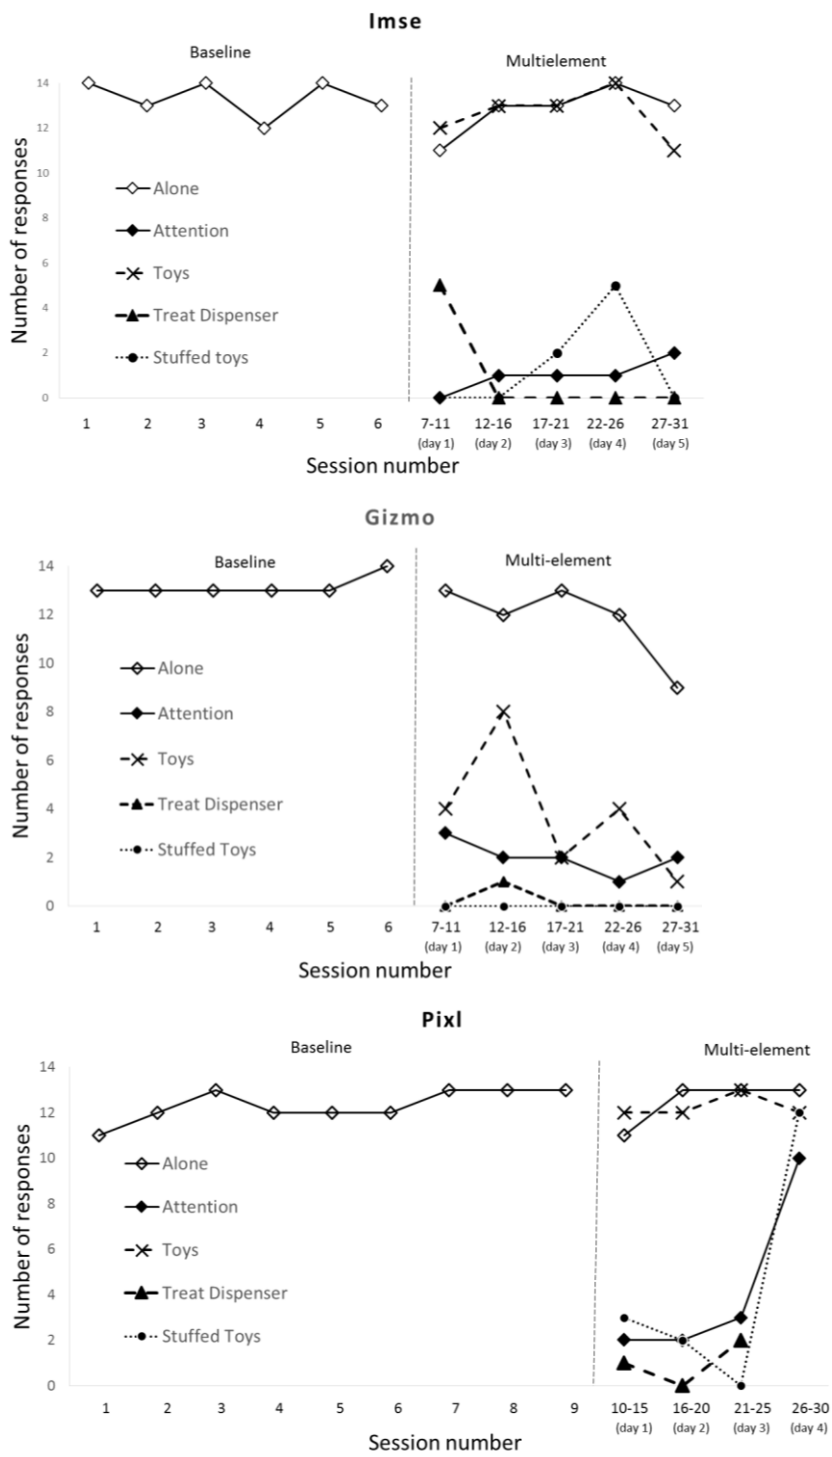 Imse
Baseline
Multielement
Number of responses
14
12
10
8
6
4
2
0
Alone
Attention
Toys
Treat Dispenser
Stuffed toys
1 2 3 4 5 6 7-11 12-16 17-21 22-26 27-31
(day 1) (day 2) (day 3) (day 4) (day 5)
Session number
Gizmo
Baseline
Multi-element
Number of responses
14
12
10
8
6
4
2
0
Alone
Attention
Toys
Treat Dispenser
Stuffed Toys
1 2 3 4 5 6 7-11 12-16 17-21 22-26 27-31
(day 1) (day 2) (day 3) (day 4) (day 5)
Session number
Pixl
Baseline
Multi-element
Number of responses
14
12
10
8
6
4
2
0
Alone
Attention
Toys
Treat Dispenser
Stuffed Toys
1 2 3 4 5 6 7 8 9 10-15 16-20 21-25 26-30
(day 1) (day 2) (day 3) (day 4)
Session number